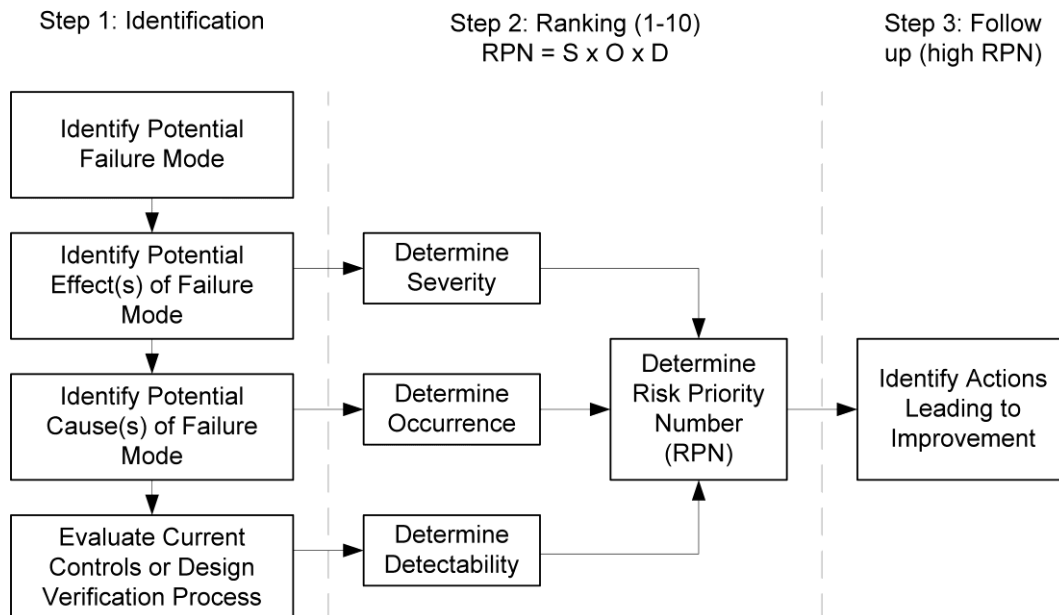 Step 1: Identification
Step 2: Ranking (1-10)
RPN = S x O x D
Step 3: Follow
up (high RPN)
Identify Potential
Failure Mode
Identify Potential
Effect(s) of Failure
Mode
Identify Potential
Cause(s) of Failure
Mode
Evaluate Current
Controls or Design
Verification Process
Determine
Severity
Determine
Occurrence
Determine
Detectability
Determine
Risk Priority
Number
(RPN)
Identify Actions
Leading to
Improvement